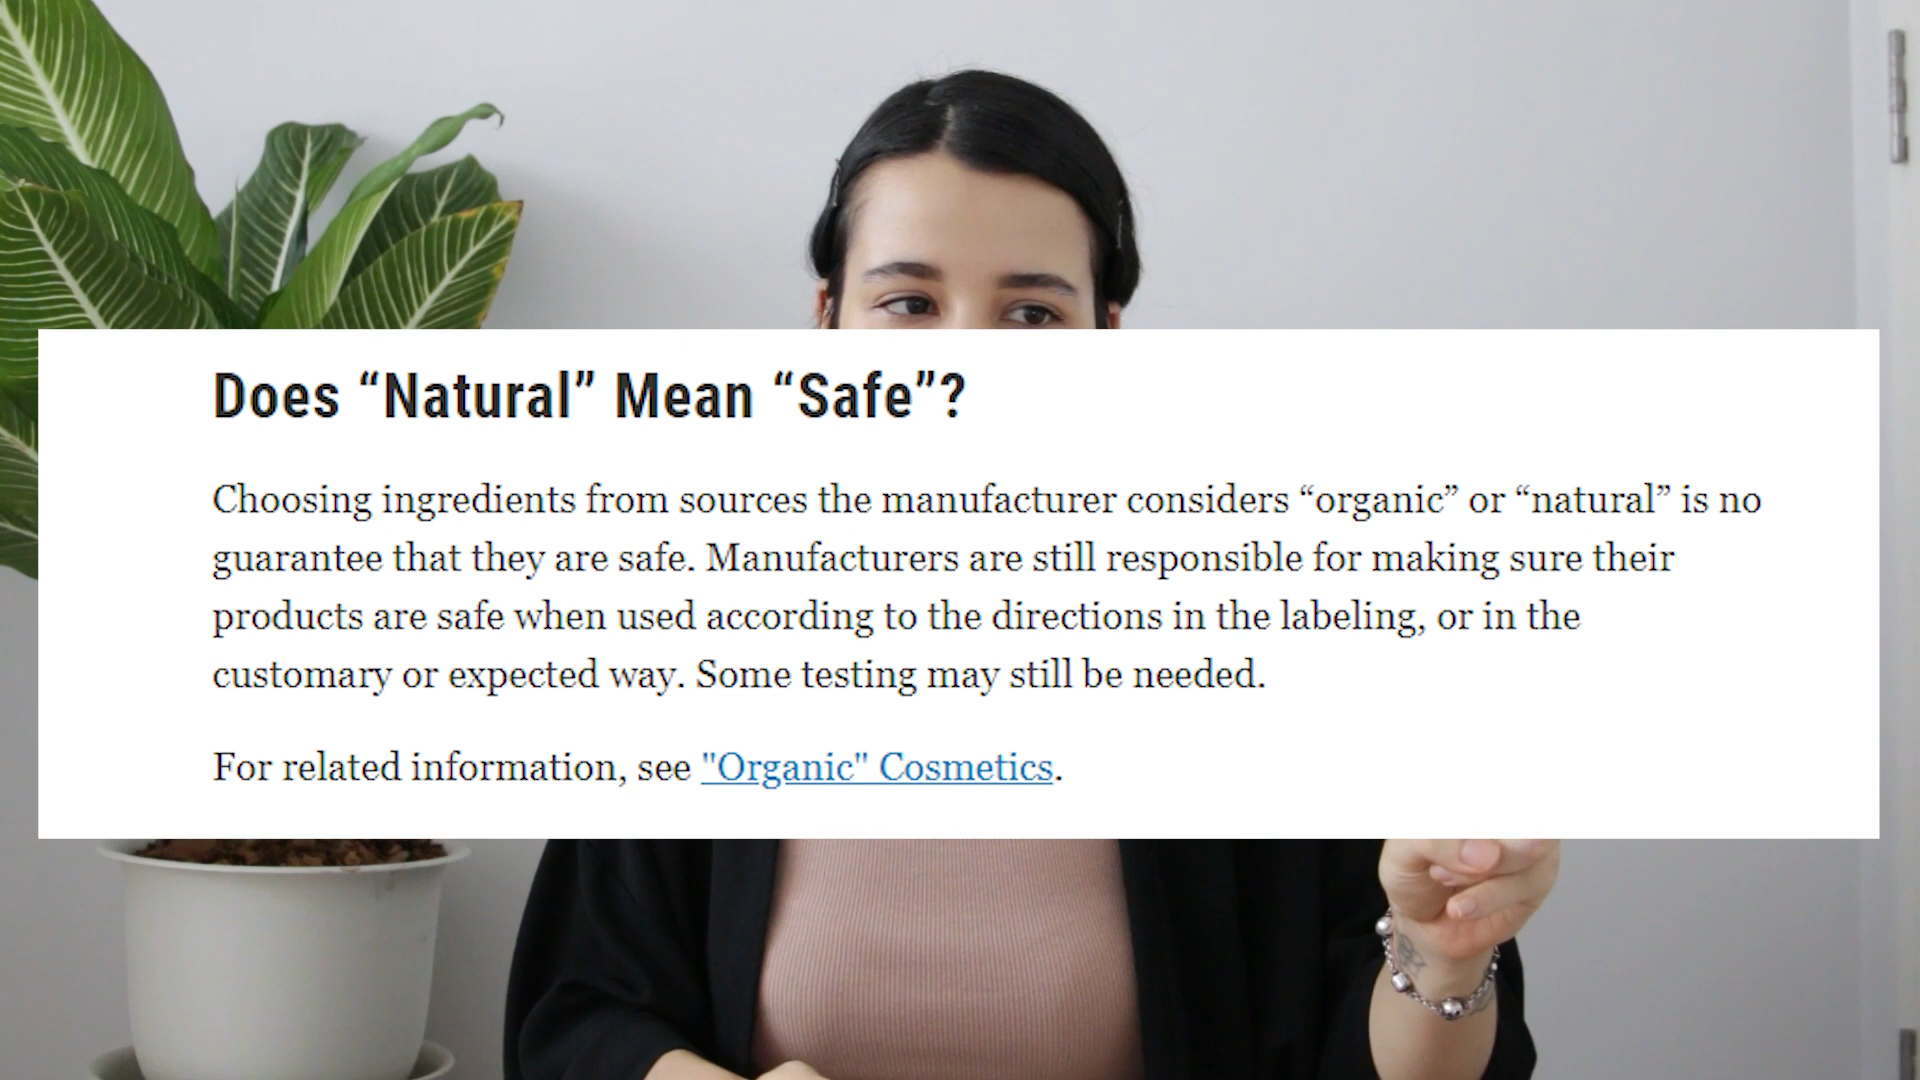 Does “Natural” Mean “Safe”?
Choosing ingredients from sources the manufacturer considers “organic” or “natural” is no
guarantee that they are safe. Manufacturers are still responsible for making sure their
products are safe when used according to the directions in the labeling, or in the
customary or expected way. Some testing may still be needed.
For related information, see "Organic" Cosmetics.